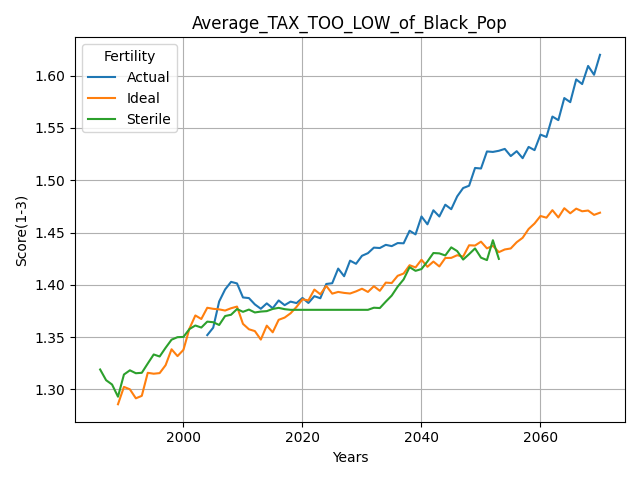 Average_TAX_TOO_LOW_of_Black_Pop
Fertility
Actual
Ideal
Sterile
1.60
1.55
1.50
1.45
1.40
1.35
1.30
Score(1-3)
2000
2020
2040
2060
Years